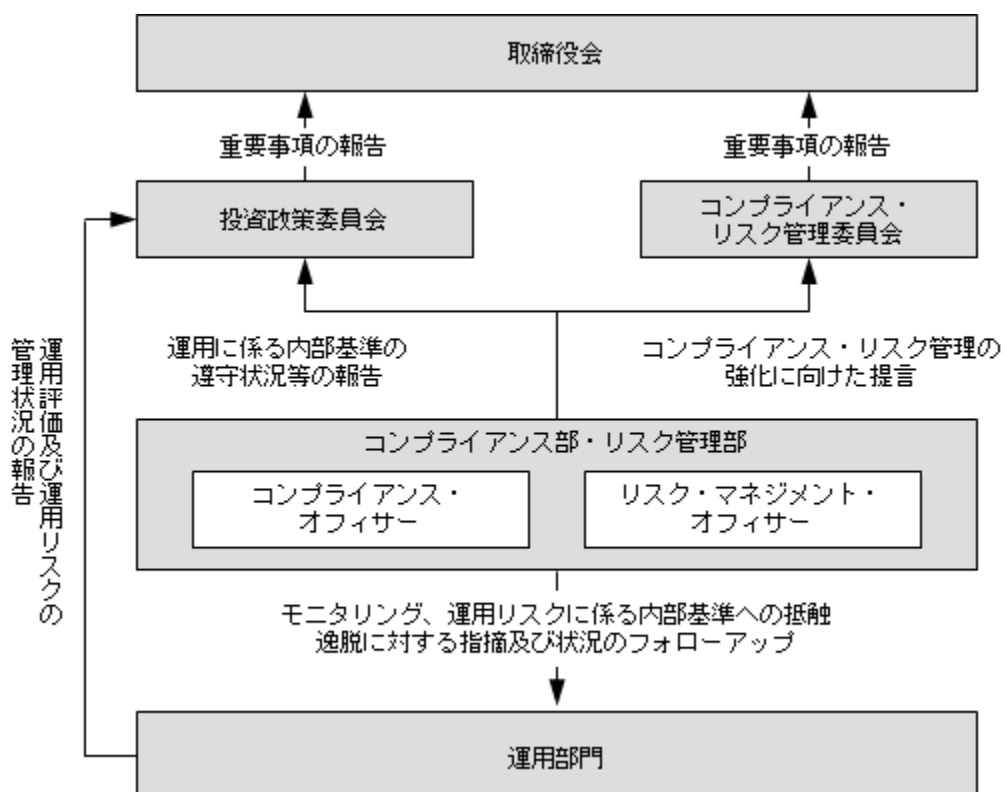 取締役会
重要事項の報告
重要事項の報告
投資政策委員会
コンプライアンス・
リスク管理委員会
運用評価及び運用リスクの
管理状況の報告
運用に係る内部基準の
遵守状況等の報告
コンプライアンス・リスク管理の
強化に向けた提言
コンプライアンス部・リスク管理部
コンプライアンス・
オフィサー
リスク・マネジメント・
オフィサー
モニタリング、運用リスクに係る内部基準への抵触
逸脱に対する指摘及び状況のフォローアップ
運用部門